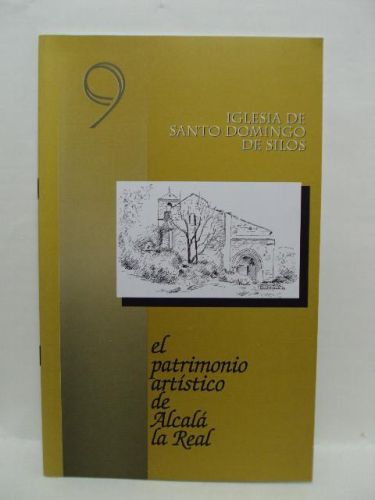 9
IGLESIA DE
SANTO DOMINGO
DE SILOS
el
patrimonio
artístico
de
Alcalá
la Real